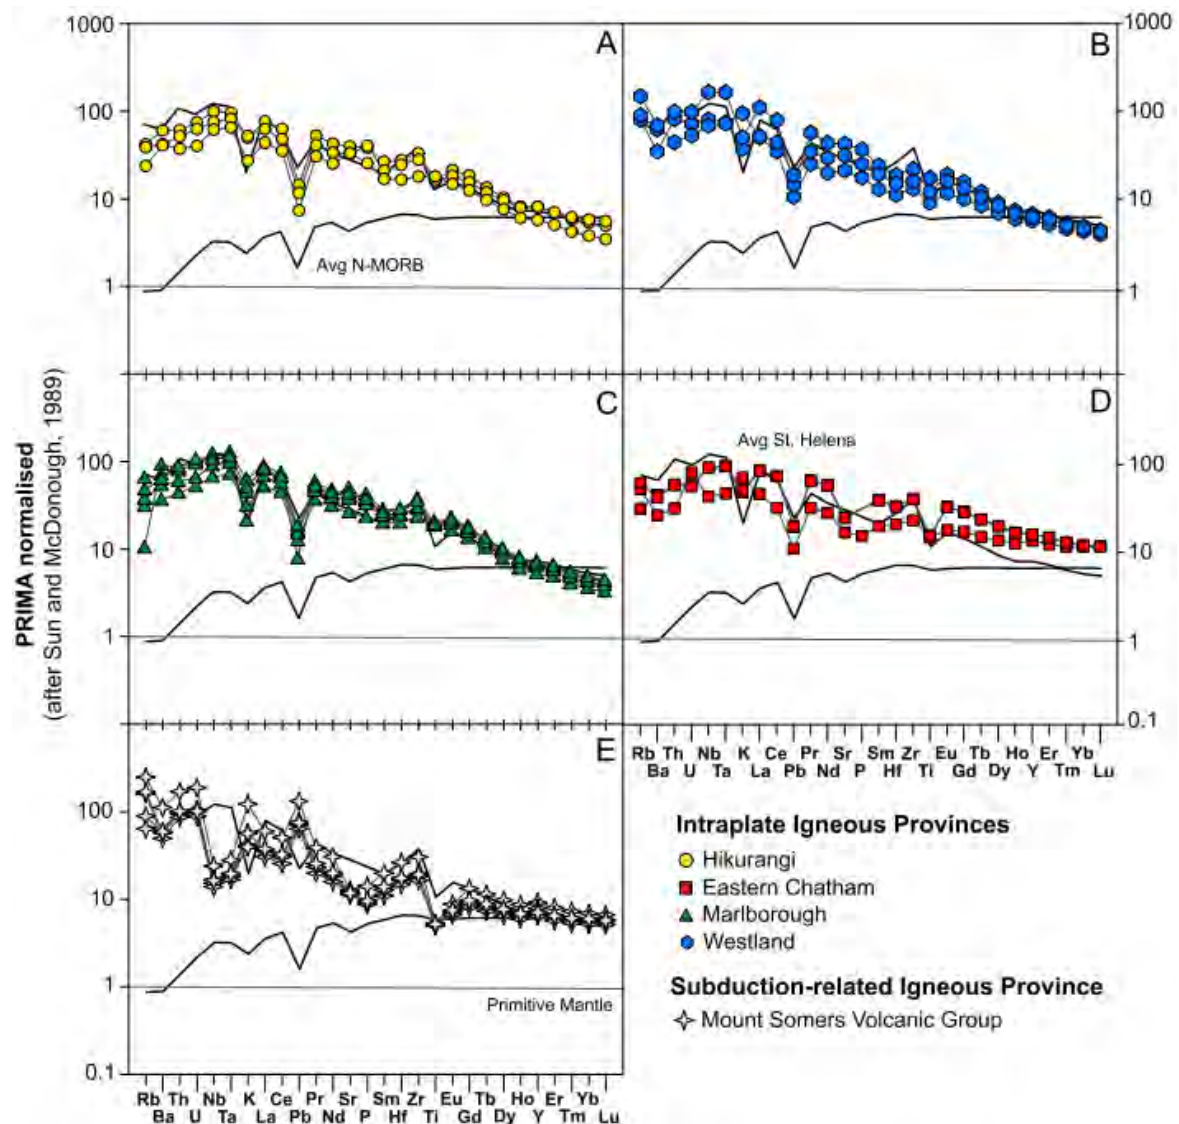 1000
A
100
10
Avg N-MORB
1
B
1000
100
10
1
PRIMA normalised
(after Sun and McDonough, 1989)
C
100
10
1
D
Avg St. Helena
100
10
1
0.1
Rb Th Nb K Ce Pr Sr Sm Zr Eu Tb Ho Er Yb
Ba U Ta La Pb Nd P Hf Ti Gd Dy Y Tm Lu
E
100
10
1
Primitive Mantle
0.1
Rb Th Nb K Ce Pr Sr Sm Zr Eu Tb Ho Er Yb
Ba U Ta La Pb Nd P Hf Ti Gd Dy Y Tm Lu
Intraplate Igneous Provinces
Hikurangi
Eastern Chatham
Marlborough
Westland
Subduction-related Igneous Province
Mount Somers Volcanic Group